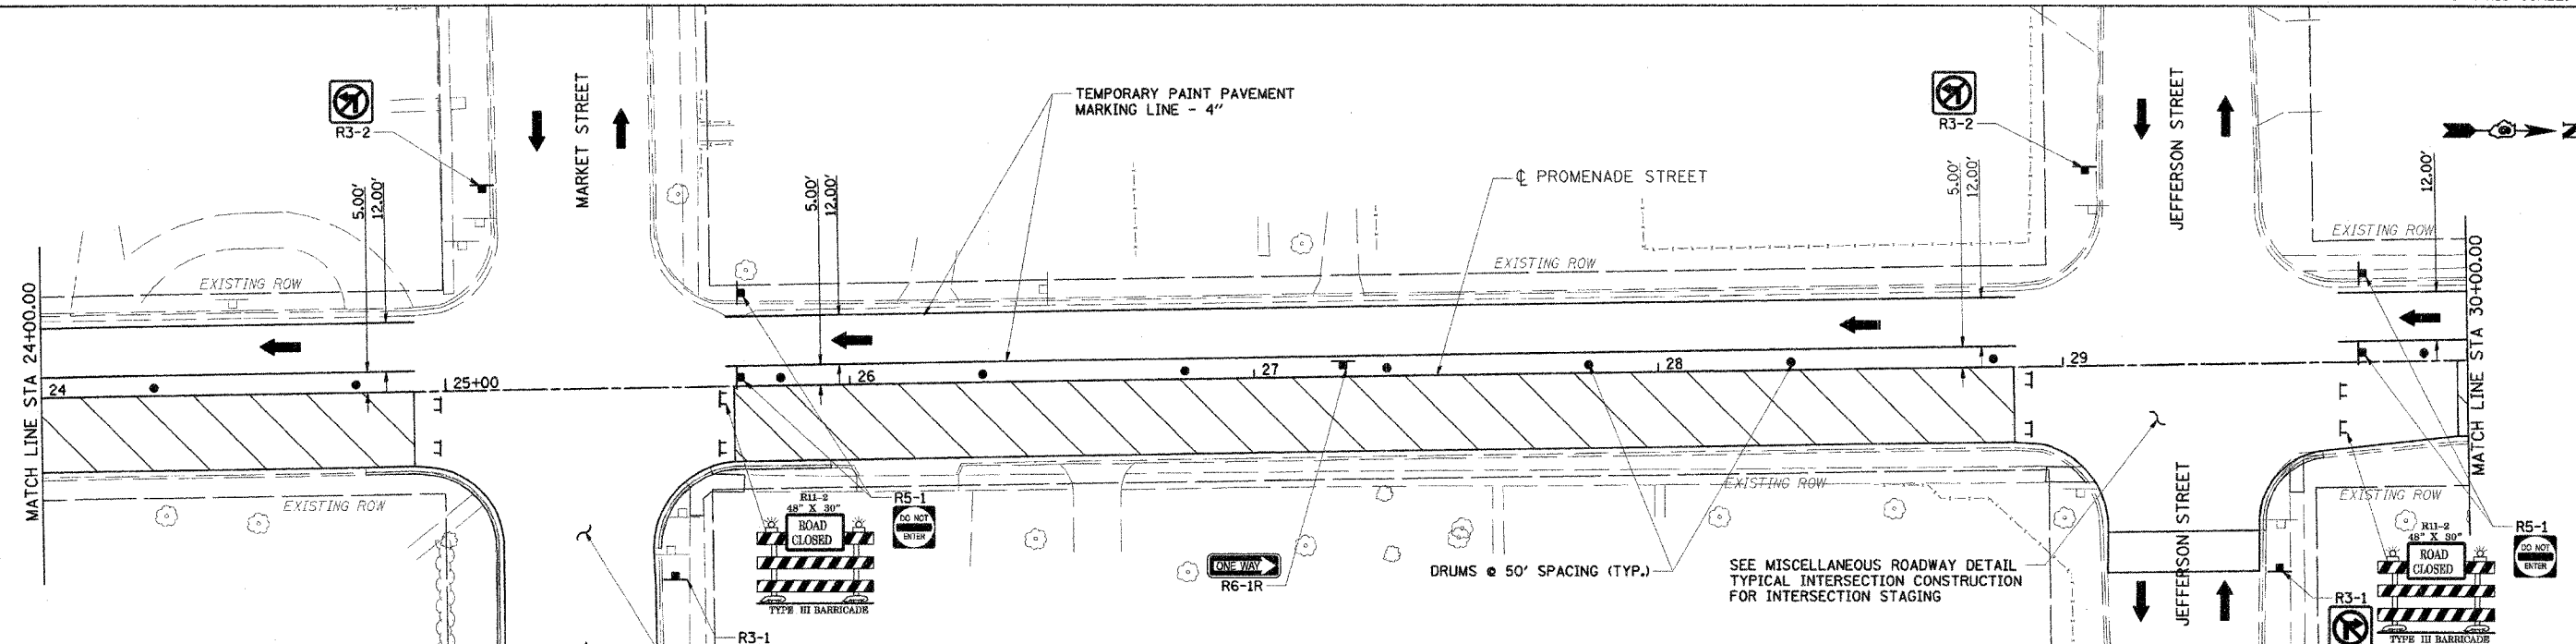 TEMPORARY PAINT PAVEMENT
MARKING LINE - 4"
R3-2
MARKET STREET
R3-2
JEFFERSON STREET
N
℄ PROMENADE STREET
5.00'
12.00'
5.00'
12.00'
5.00'
12.00'
12.00'
EXISTING ROW
EXISTING ROW
EXISTING ROW
MATCH LINE STA 24+00.00
MATCH LINE STA 30+00.00
24
25+00
26
27
28
29
EXISTING ROW
EXISTING ROW
EXISTING ROW
R11-2
48" X 30"
ROAD
CLOSED
TYPE III BARRICADE
R5-1
DO NOT
ENTER
ONE WAY
R6-1R
DRUMS @ 50' SPACING (TYP.)
SEE MISCELLANEOUS ROADWAY DETAIL
TYPICAL INTERSECTION CONSTRUCTION
FOR INTERSECTION STAGING
JEFFERSON STREET
R11-2
48" X 30"
ROAD
CLOSED
TYPE III BARRICADE
R5-1
DO NOT
ENTER
R3-1
R3-1